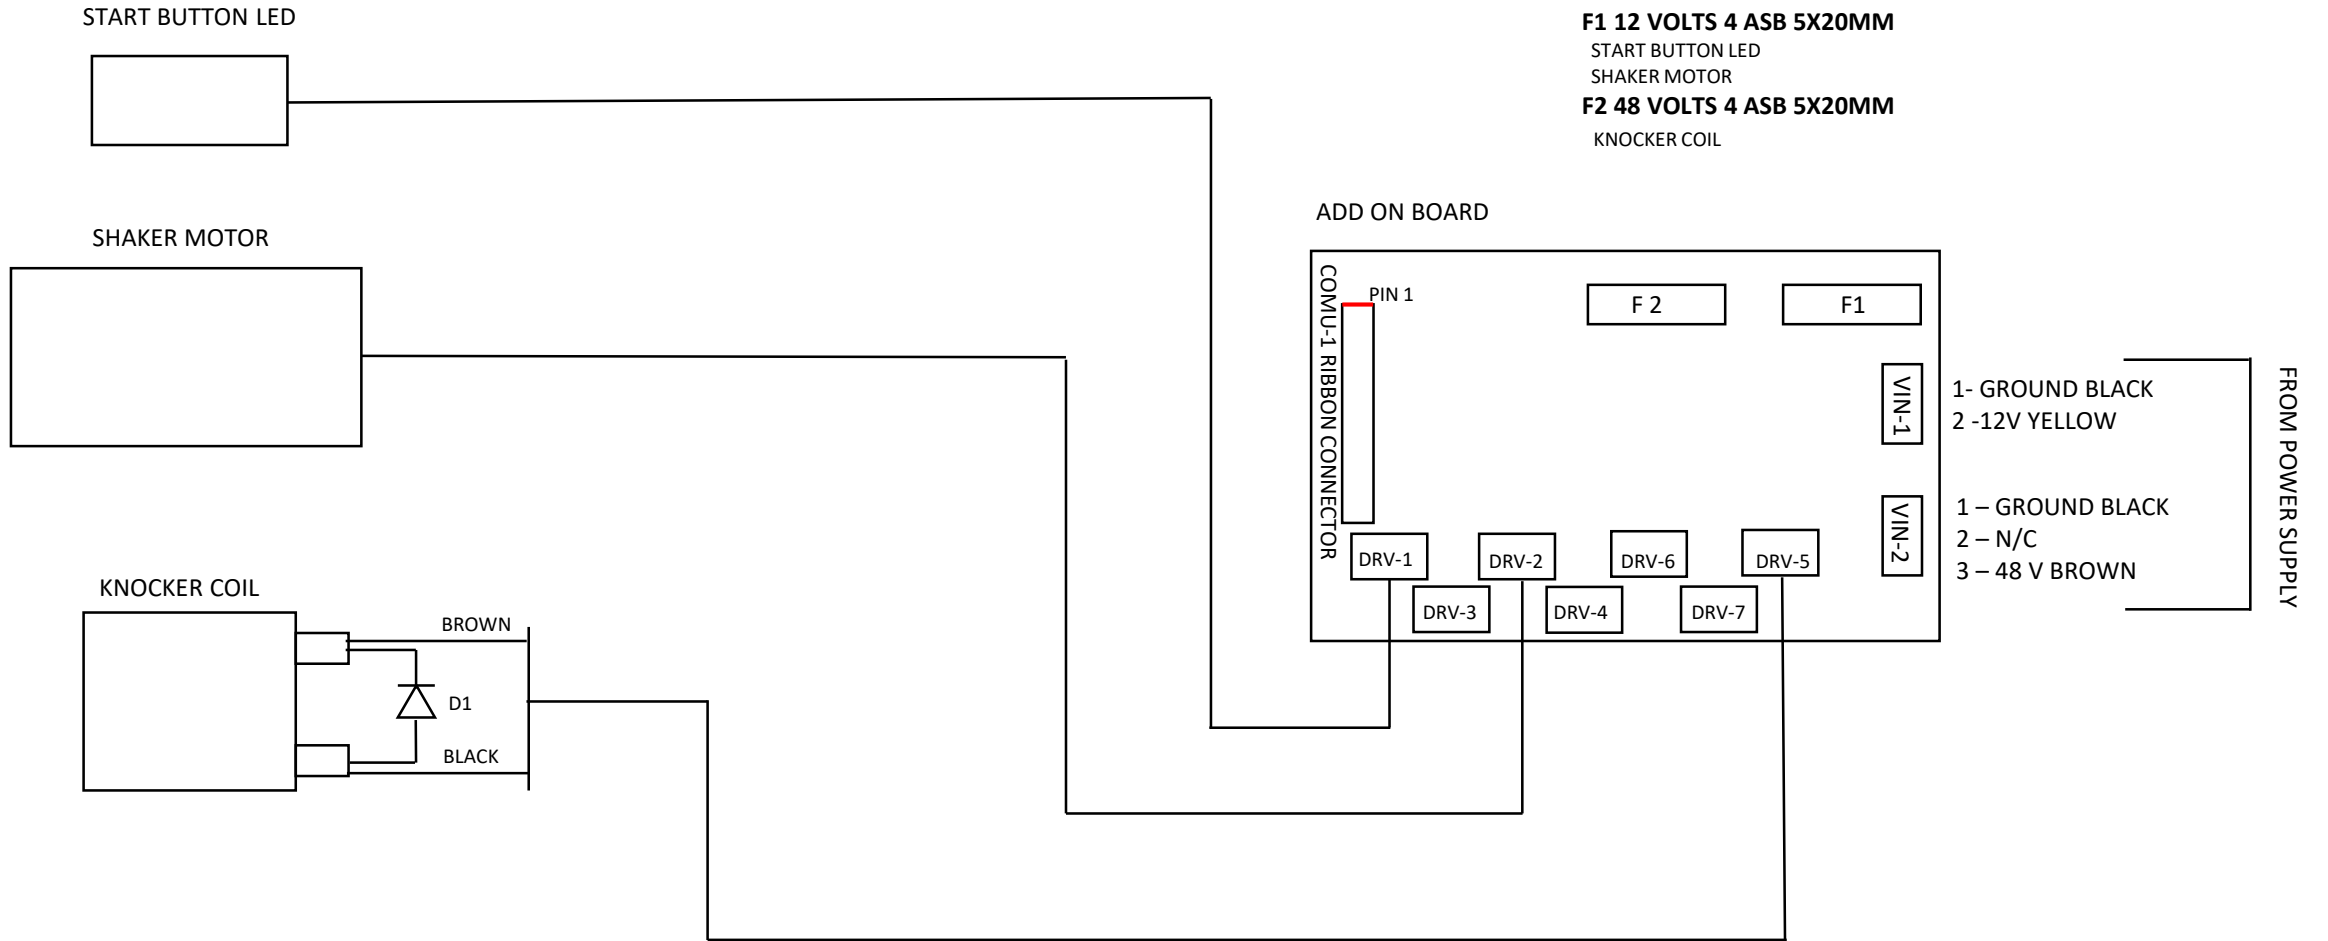 START BUTTON LED
F1 12 VOLTS 4 ASB 5X20MM
START BUTTON LED
SHAKER MOTOR
F2 48 VOLTS 4 ASB 5X20MM
KNOCKER COIL
ADD ON BOARD
SHAKER MOTOR
COMU-1 RIBBON CONNECTOR
PIN 1
F 2
F1
VIN-1
1- GROUND BLACK
2 -12V YELLOW
FROM POWER SUPPLY
VIN-2
1 – GROUND BLACK
2 – N/C
3 – 48 V BROWN
DRV-1
DRV-2
DRV-6
DRV-5
DRV-3
DRV-4
DRV-7
KNOCKER COIL
BROWN
D1
BLACK